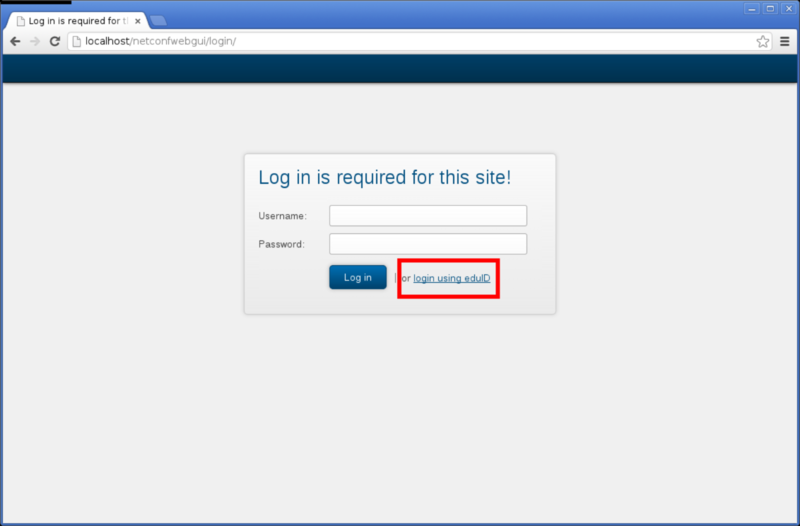 Log in is required for t
localhost/netconfwebgui/login/
Log in is required for this site!
Username:
Password:
Log in | or login using eduID